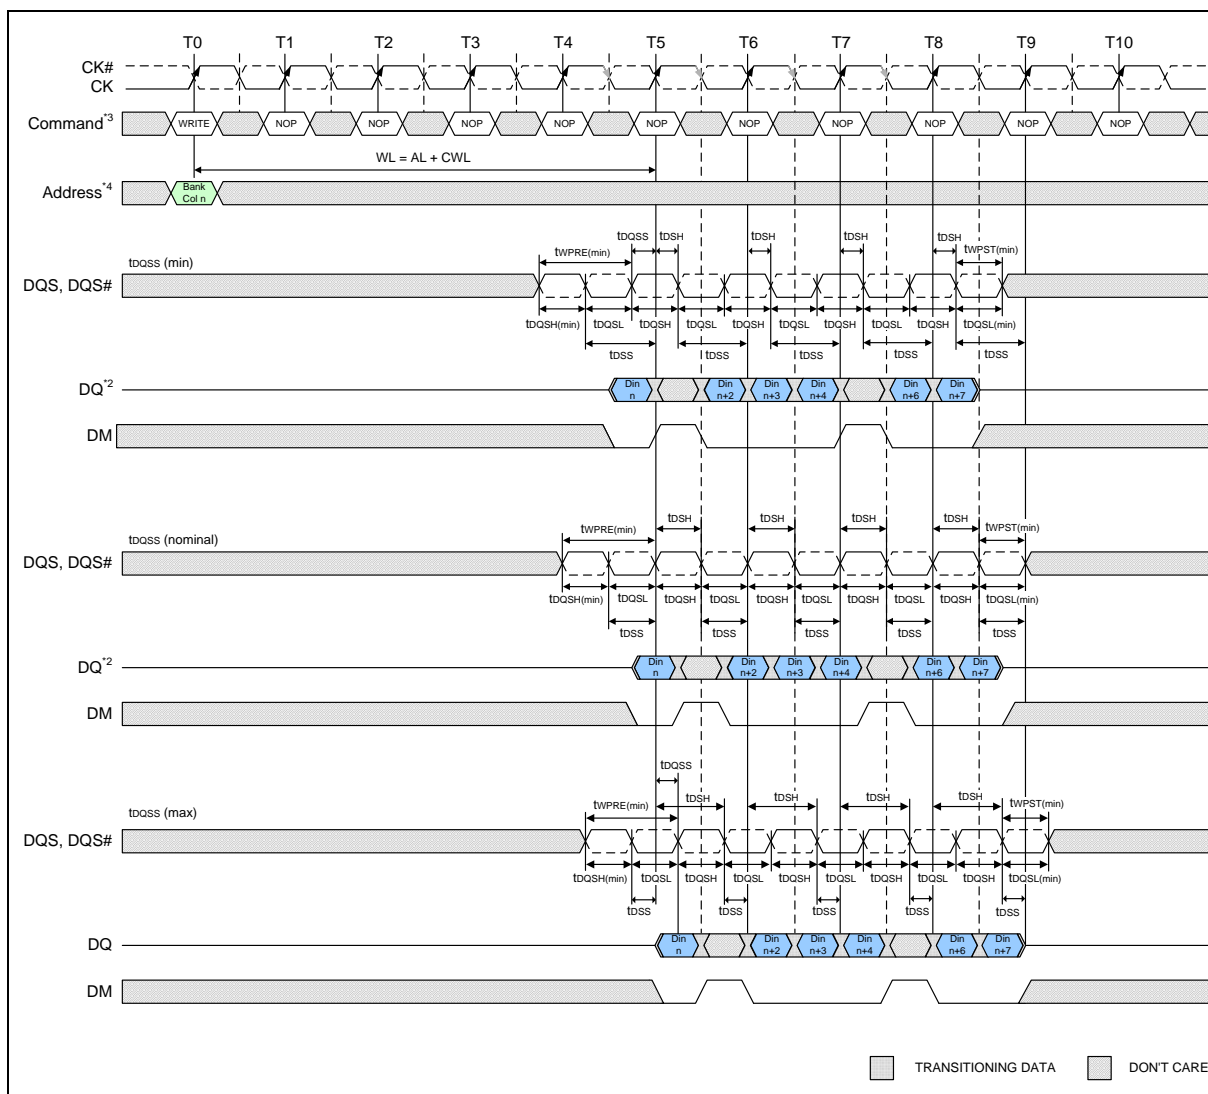 T0 T1 T2 T3 T4 T5 T6 T7 T8 T9 T10
CK#
CK
Command*3 WRITE NOP NOP NOP NOP NOP NOP NOP NOP NOP NOP
WL = AL + CWL
Address*4 Bank
Col n
tDQSS tDSH tDSH tDSH tDSH
tWPRE(min) tWPST(min)
tDQSS (min)
DQS, DQS#
tDQSH(min) tDQSL tDQSH tDQSL tDQSH tDQSL tDQSH tDQSL tDQSH tDQSL(min)
tDSS tDSS tDSS tDSS tDSS
DQ*2 Din n Din n+2 Din n+3 Din n+4 Din n+6 Din n+7
DM
tDSH tDSH tDSH tDSH
tWPRE(min) tWPST(min)
tDQSS (nominal)
DQS, DQS#
tDQSH(min) tDQSL tDQSH tDQSL tDQSH tDQSL tDQSH tDQSL tDQSH tDQSL(min)
tDSS tDSS tDSS tDSS tDSS
DQ*2 Din n Din n+2 Din n+3 Din n+4 Din n+6 Din n+7
DM
tDQSS
tWPRE(min) tDSH tDSH tDSH tDSH tWPST(min)
tDQSS (max)
DQS, DQS#
tDQSH(min) tDQSL tDQSH tDQSL tDQSH tDQSL tDQSH tDQSL tDQSH tDQSL(min)
tDSS tDSS tDSS tDSS tDSS
DQ Din n Din n+2 Din n+3 Din n+4 Din n+6 Din n+7
DM
TRANSITIONING DATA DON'T CARE